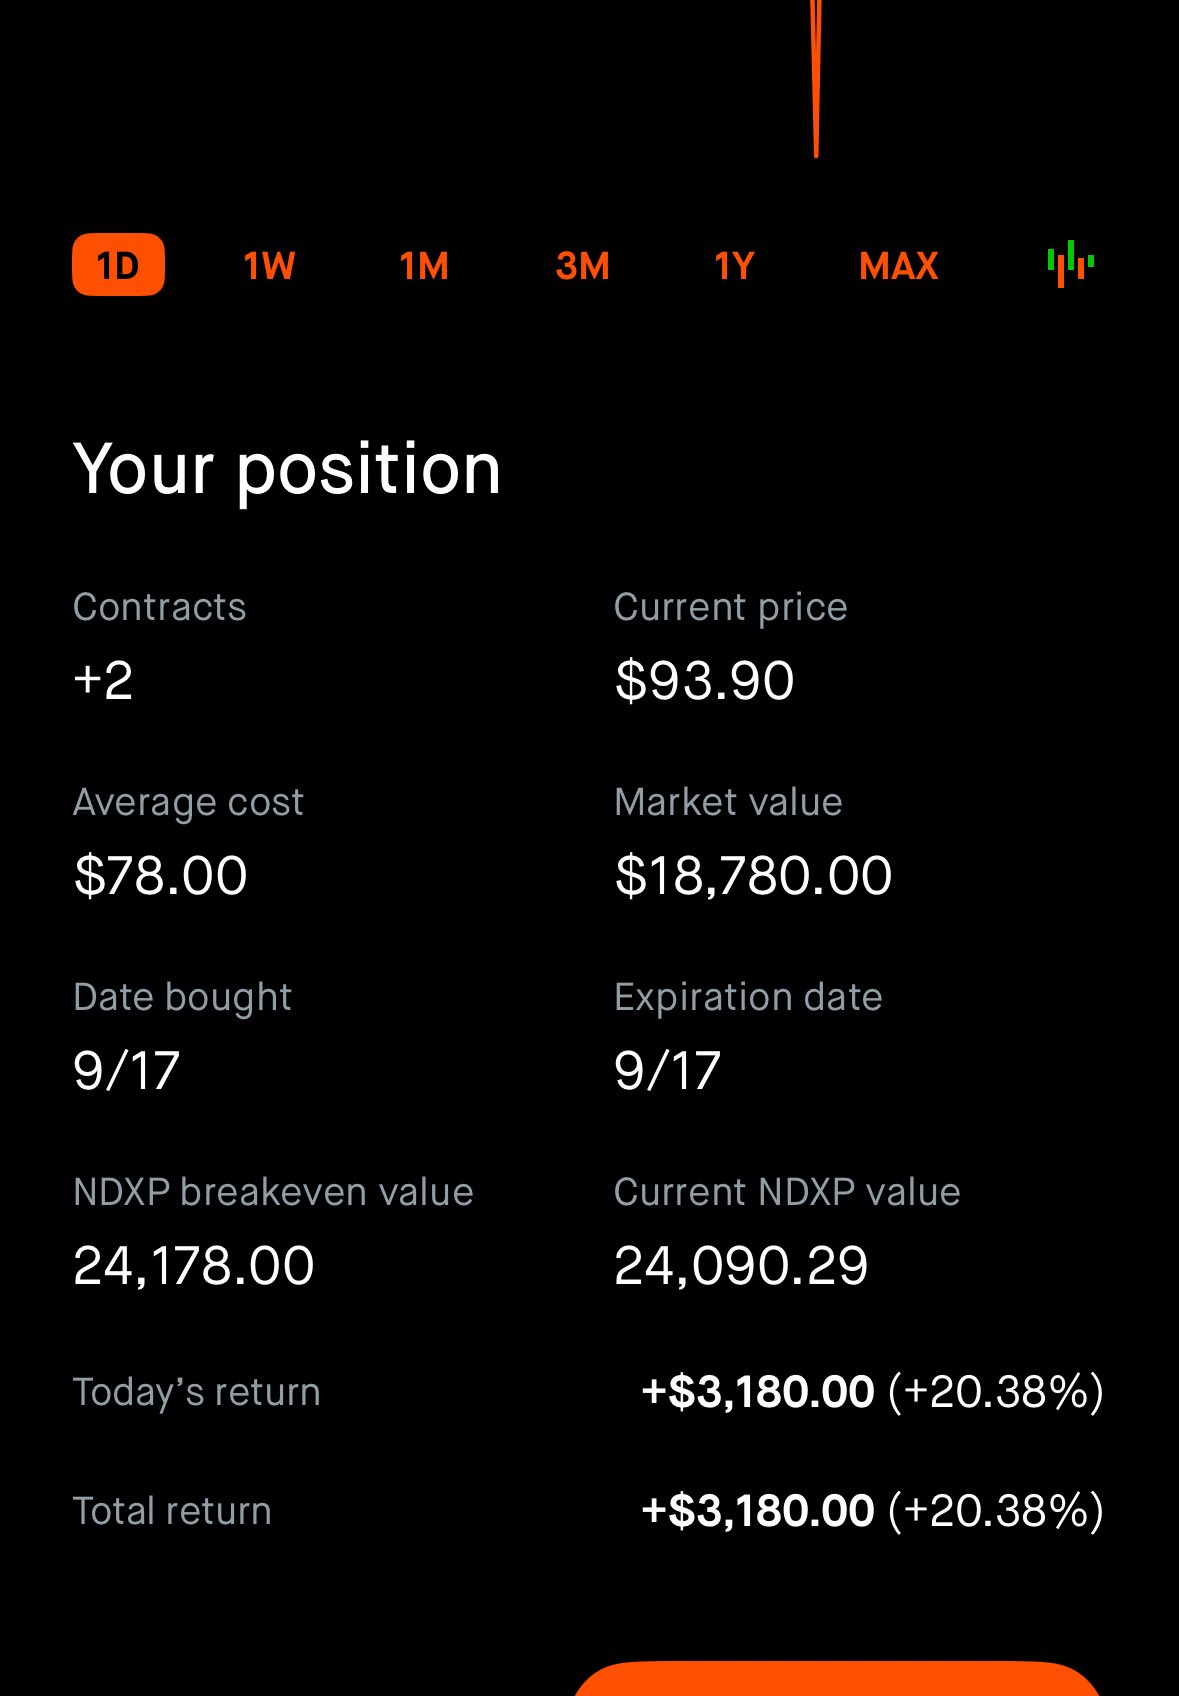 1D 1W 1M 3M 1Y MAX
Your position
Contracts Current price
+2 $93.90
Average cost Market value
$78.00 $18,780.00
Date bought Expiration date
9/17 9/17
NDXP breakeven value Current NDXP value
24,178.00 24,090.29
Today’s return +$3,180.00 (+20.38%)
Total return +$3,180.00 (+20.38%)